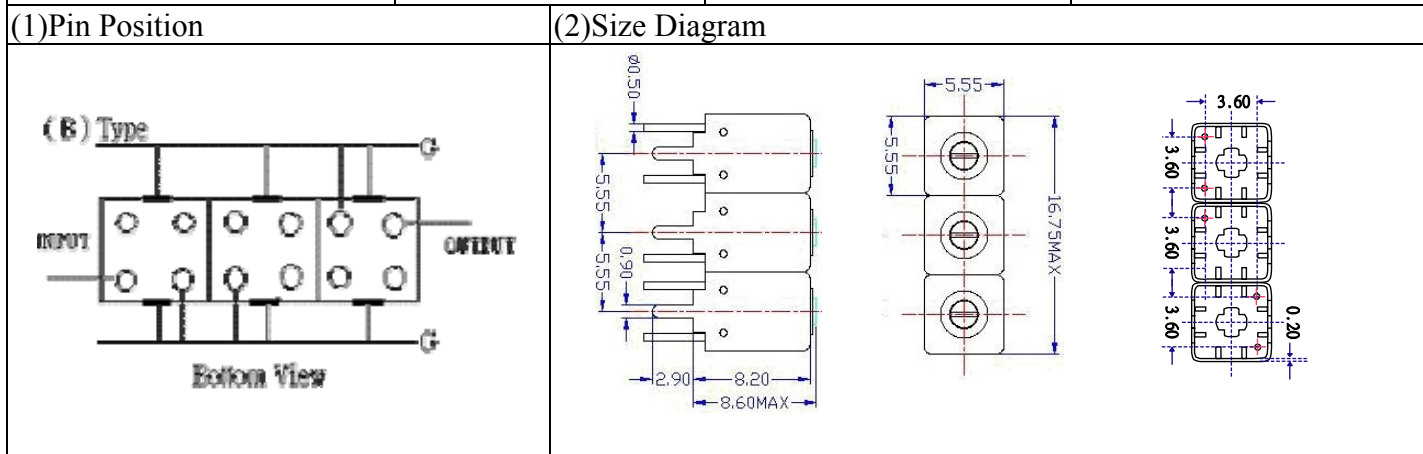 (1)Pin Position
(2)Size Diagram
(B) Type
G
INPUT
OUTPUT
G
Bottom View
ø0.50
5.55
5.55
0.90
2.90
8.20
8.60MAX
5.55
5.55
16.75MAX
3.60
3.60
3.60
3.60
0.20